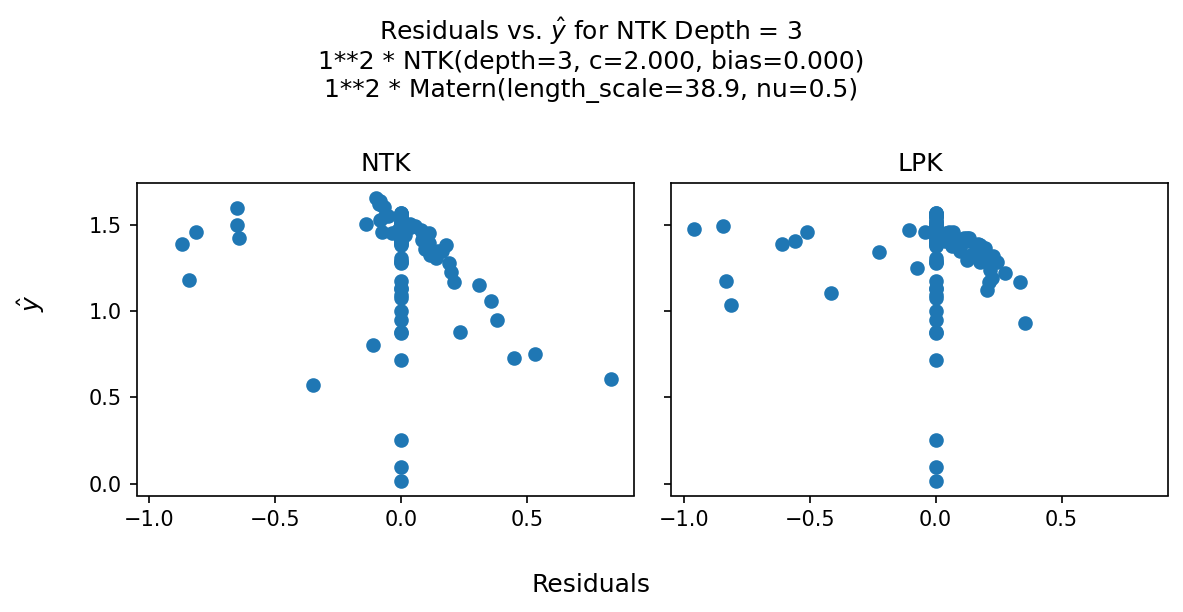 Residuals vs. ŷ for NTK Depth = 3
1**2 * NTK(depth=3, c=2.000, bias=0.000)
1**2 * Matern(length_scale=38.9, nu=0.5)
NTK
LPK
ŷ
1.5
1.0
0.5
0.0
−1.0 −0.5 0.0 0.5
−1.0 −0.5 0.0 0.5
Residuals